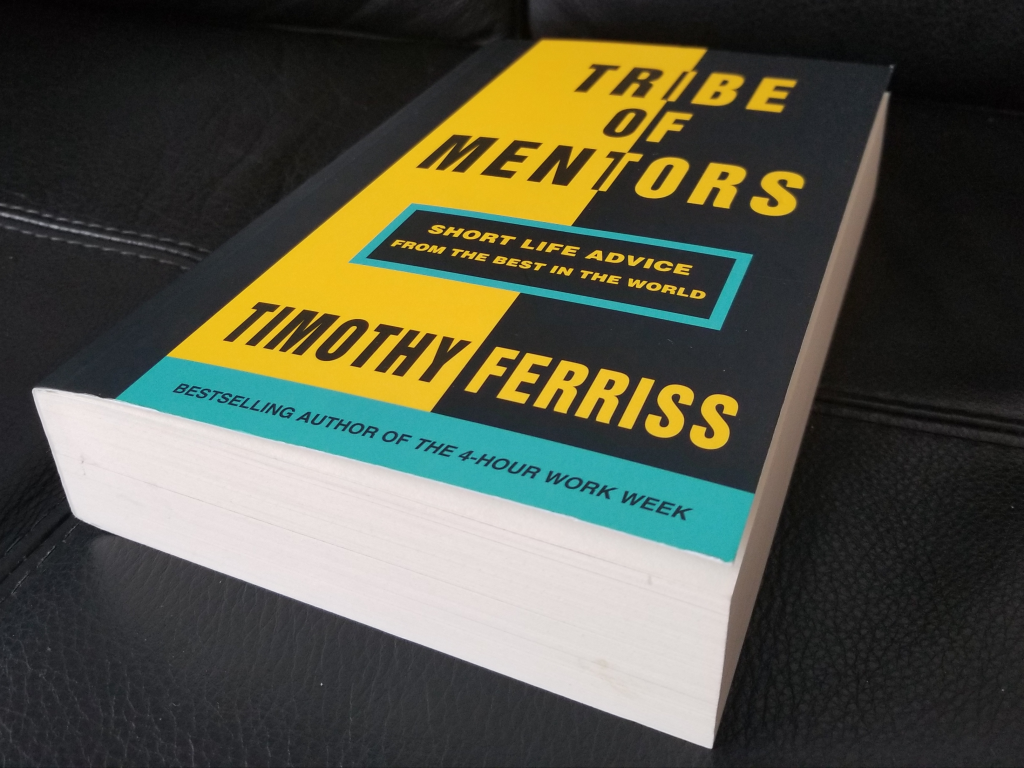 TRIBE
OF
MENTORS
SHORT LIFE ADVICE
FROM THE BEST IN THE WORLD
TIMOTHY FERRISS
BESTSELLING AUTHOR OF THE 4-HOUR WORK WEEK